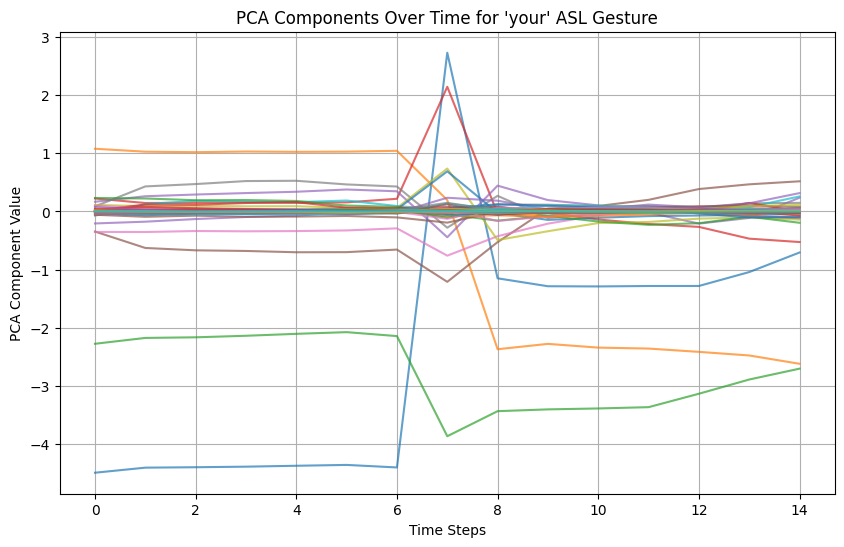 PCA Components Over Time for 'your' ASL Gesture
PCA Component Value
3
2
1
0
−1
−2
−3
−4
0 2 4 6 8 10 12 14
Time Steps